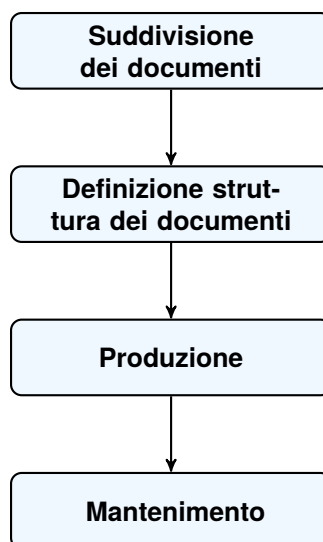 Suddivisione
dei documenti
Definizione strut-
tura dei documenti
Produzione
Mantenimento